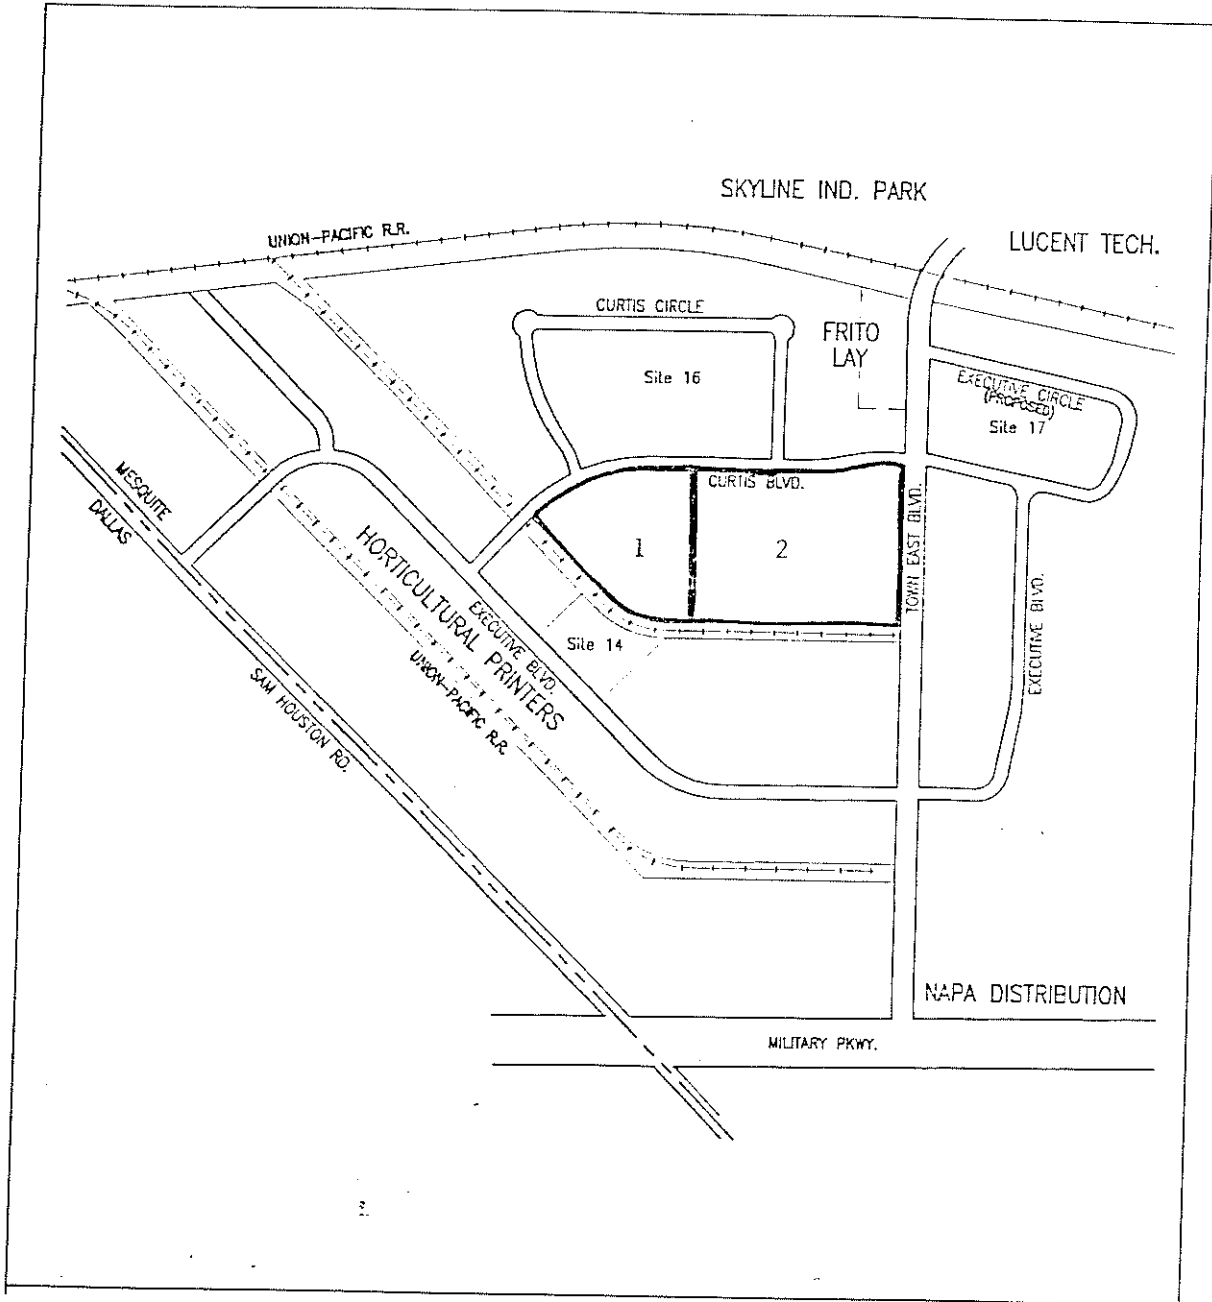 SKYLINE IND. PARK
UNION-PACIFIC R.R.
LUCENT TECH.
CURTIS CIRCLE
FRITO
LAY
Site 16
EXECUTIVE CIRCLE
(PROPOSED)
Site 17
MESQUITE
DALLAS
CURTIS BLVD.
1
2
TOWN EAST BLVD.
HORTICULTURAL PRINTERS
EXECUTIVE BLVD.
Site 14
UNION-PACIFIC R.R.
EXECUTIVE BLVD.
SAM HOUSTON RD.
NAPA DISTRIBUTION
MILITARY PKWY.